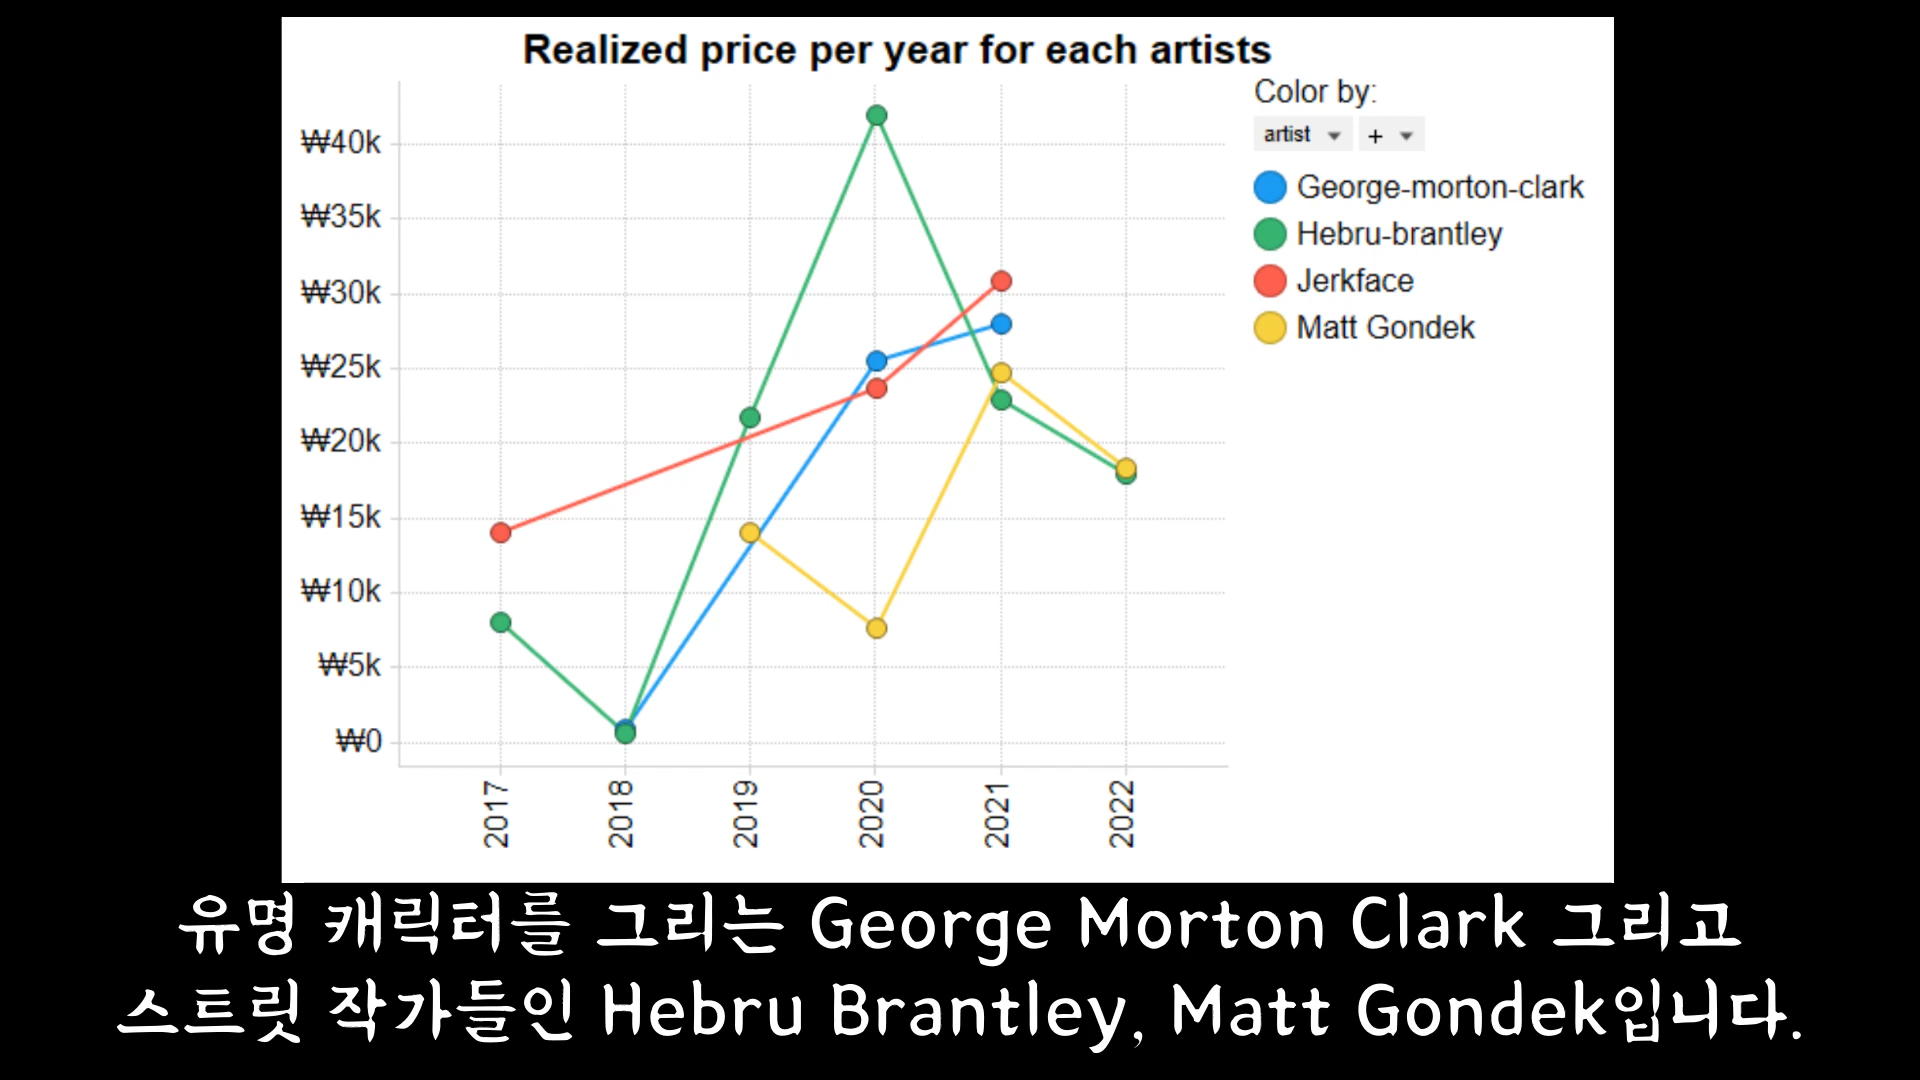 Realized price per year for each artists
Color by:
artist
+
George-morton-clark
Hebru-brantley
Jerkface
Matt Gondek
₩40k
₩35k
₩30k
₩25k
₩20k
₩15k
₩10k
₩5k
₩0
2017
2018
2019
2020
2021
2022
유명 캐릭터를 그리는 George Morton Clark 그리고
스트릿 작가들인 Hebru Brantley, Matt Gondek입니다.